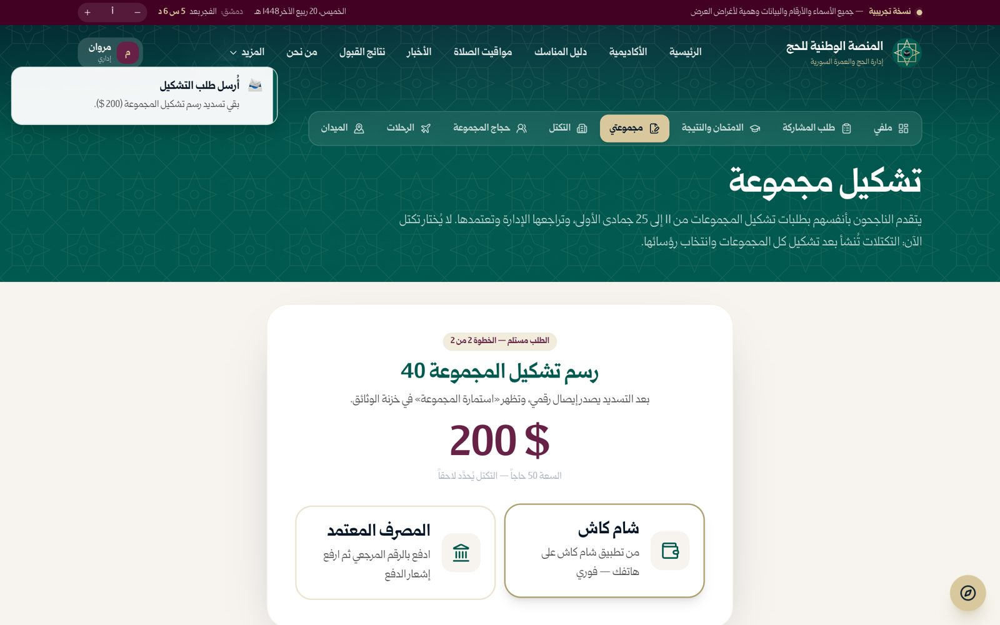 نسخة تجريبية — جميع الأسماء والأرقام والبيانات وهمية لأغراض العرض
الخميس، 20 ربيع الآخر 1448 هـ
دمشق: الفجر بعد 5 س 6 د
− أ +
المنصة الوطنية للحج
إدارة الحج والعمرة السورية
الرئيسية
الأكاديمية
دليل المناسك
مواقيت الصلاة
الأخبار
نتائج القبول
من نحن
المزيد
م
مروان
إداري
أُرسل طلب التشكيل
بقي تسديد رسم تشكيل المجموعة (200 $).
ملفي
طلب المشاركة
الامتحان والنتيجة
مجموعتي
التكتل
حجاج المجموعة
الرحلات
الميدان
تشكيل مجموعة
يتقدم الناجحون بأنفسهم بطلبات تشكيل المجموعات من 11 إلى 25 جمادى الأولى، وتراجعها الإدارة وتعتمدها. لا يُختار تكتل
الآن: التكتلات تُنشأ بعد تشكيل كل المجموعات وانتخاب رؤسائها.
الطلب مستلم — الخطوة 2 من 2
رسم تشكيل المجموعة 40
بعد التسديد يصدر إيصال رقمي، وتظهر «استمارة المجموعة» في خزنة الوثائق.
200 $
السعة 50 حاجاً — التكتل يُحدَّد لاحقاً
شام كاش
من تطبيق شام كاش على
هاتفك — فوري
المصرف المعتمد
ادفع بالرقم المرجعي ثم ارفع
إشعار الدفع